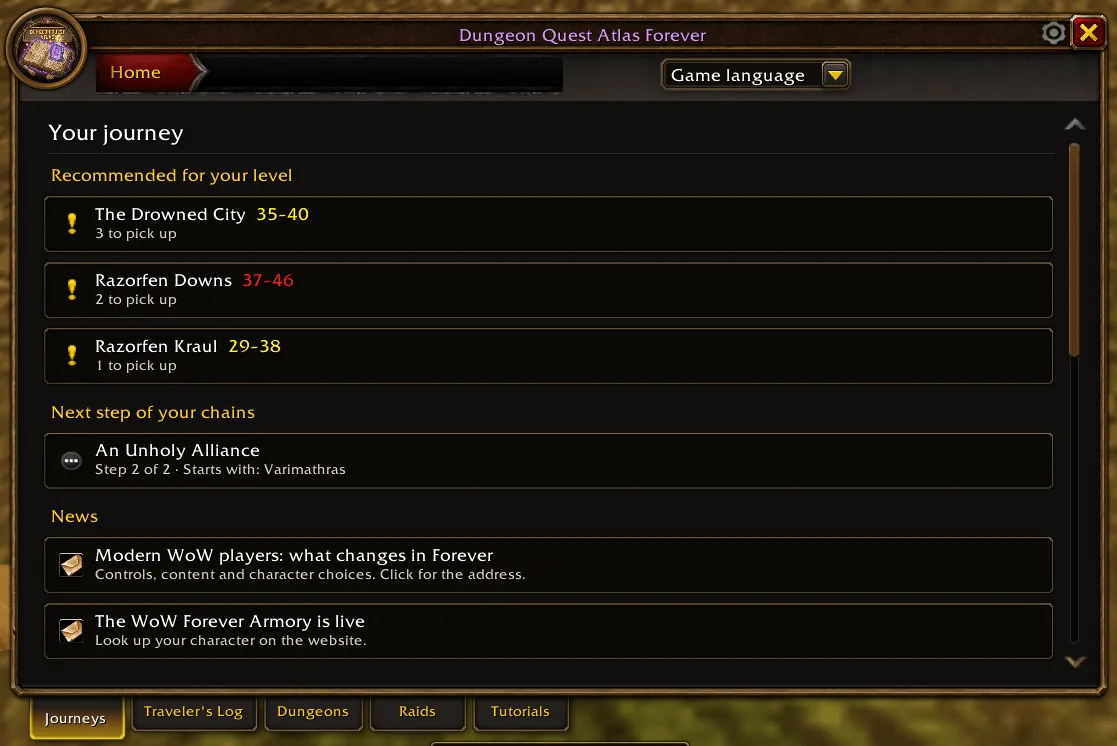 Dungeon Quest Atlas Forever
Home
Game language
Your journey
Recommended for your level
The Drowned City 35-40
3 to pick up
Razorfen Downs 37-46
2 to pick up
Razorfen Kraul 29-38
1 to pick up
Next step of your chains
An Unholy Alliance
Step 2 of 2 · Starts with: Varimathras
News
Modern WoW players: what changes in Forever
Controls, content and character choices. Click for the address.
The WoW Forever Armory is live
Look up your character on the website.
Journeys
Traveler's Log
Dungeons
Raids
Tutorials